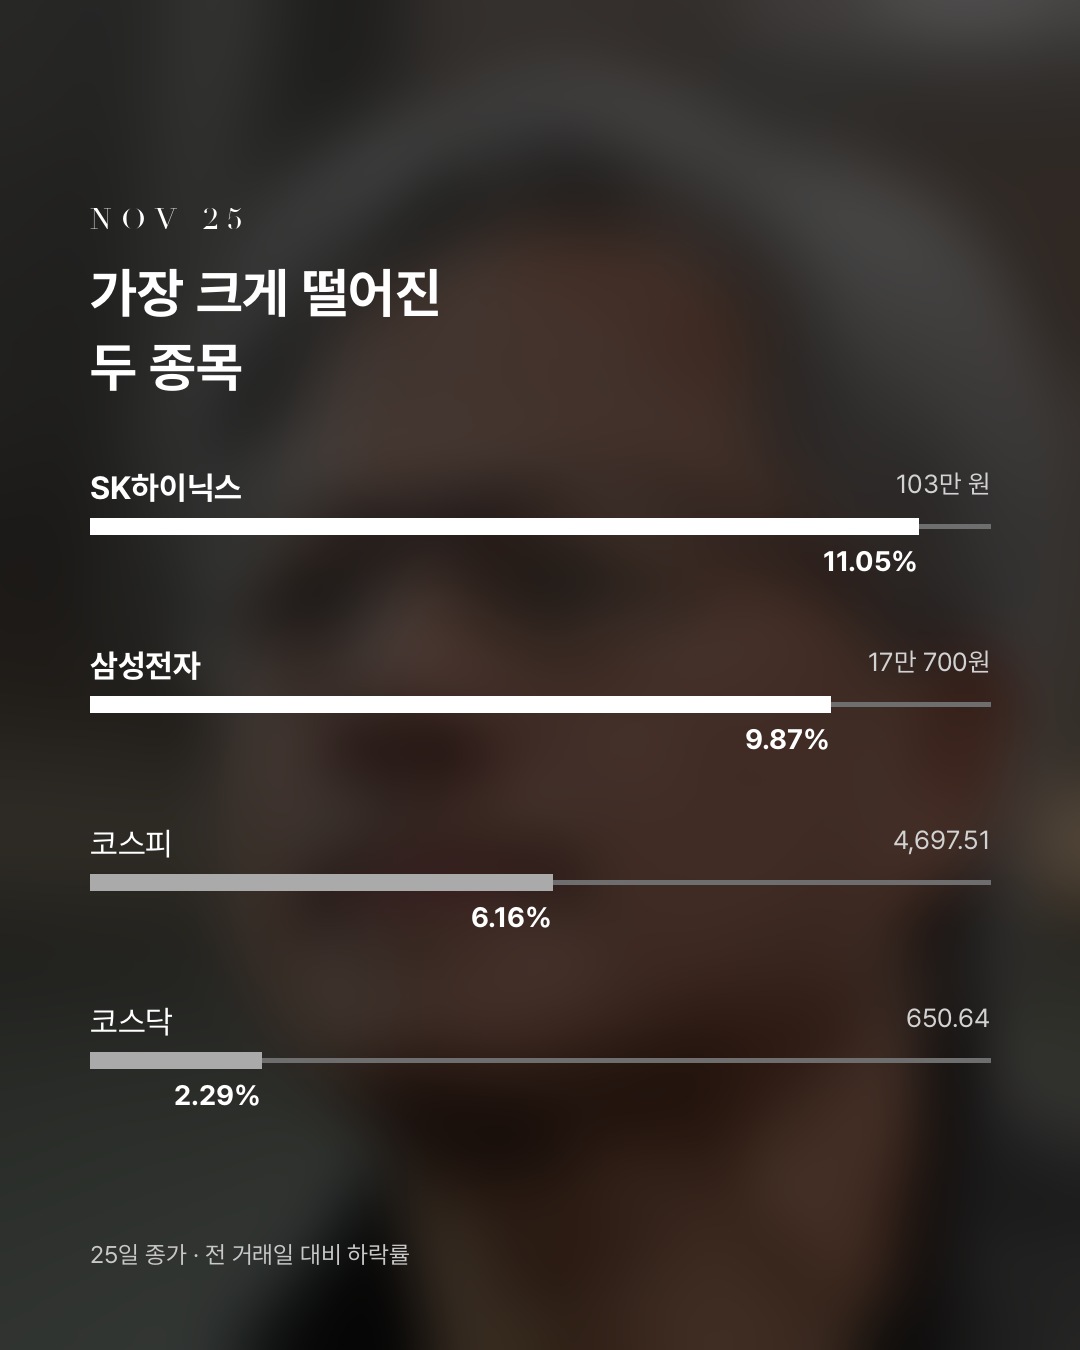 NOV 25
가장 크게 떨어진
두 종목
SK하이닉스 103만 원
11.05%
삼성전자 17만 700원
9.87%
코스피 4,697.51
6.16%
코스닥 650.64
2.29%
25일 종가 · 전 거래일 대비 하락률